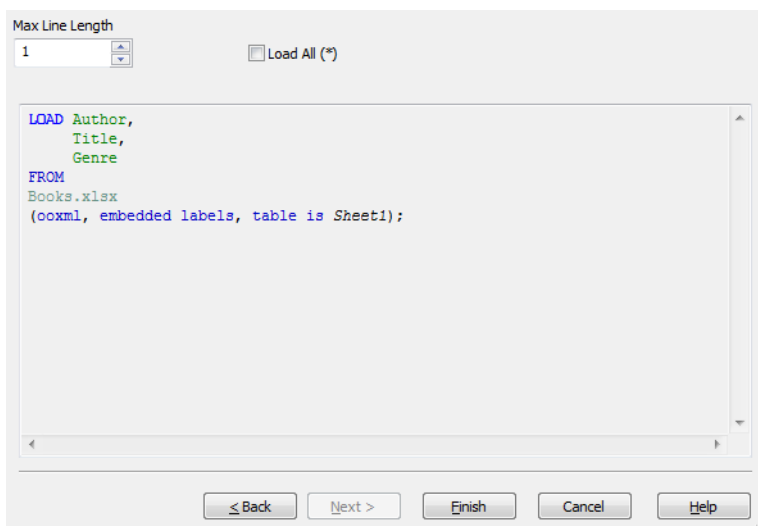 Max Line Length
1
Load All (*)
LOAD Author,
Title,
Genre
FROM
Books.xlsx
(ooxml, embedded labels, table is Sheet1);
< Back
Next >
Finish
Cancel
Help